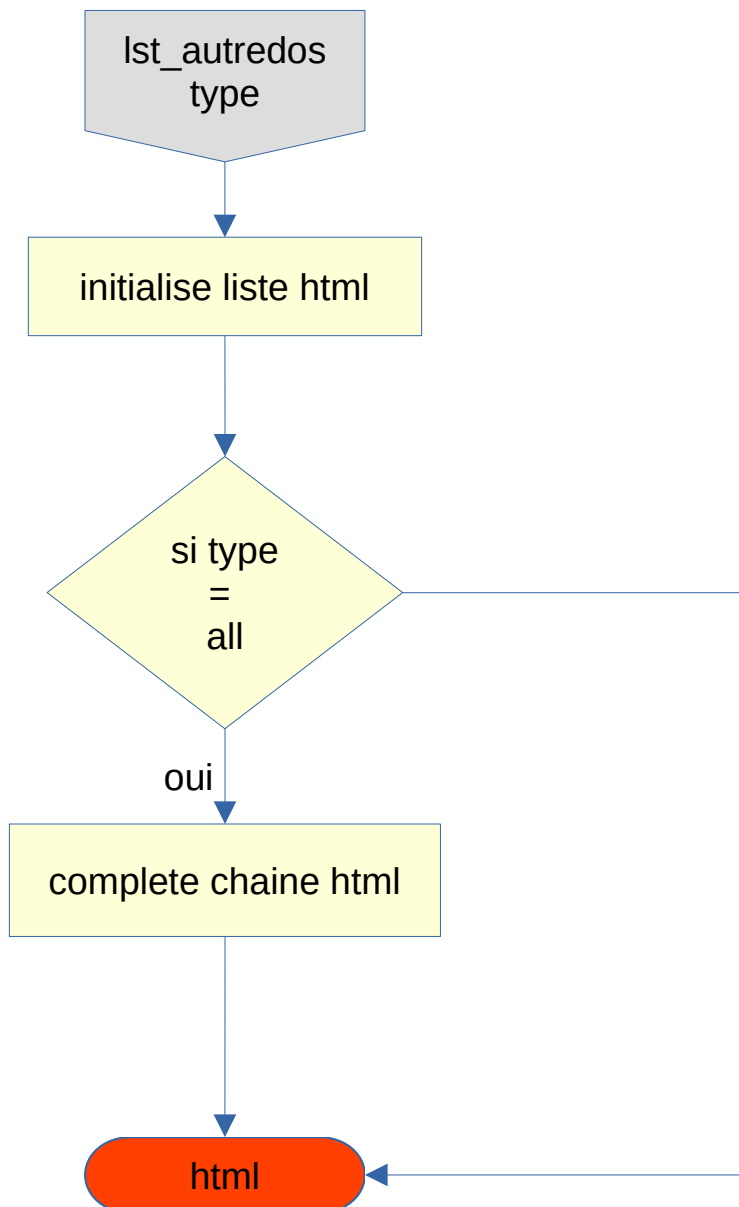 lst_autredos
type
initialise liste html
si type
=
all
oui
complete chaine html
html